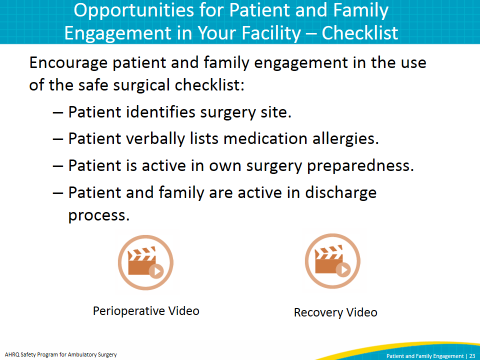 Opportunities for Patient and Family
Engagement in Your Facility – Checklist
Encourage patient and family engagement in the use
of the safe surgical checklist:
– Patient identifies surgery site.
– Patient verbally lists medication allergies.
– Patient is active in own surgery preparedness.
– Patient and family are active in discharge
process.
Perioperative Video
Recovery Video
AHRQ Safety Program for Ambulatory Surgery
Patient and Family Engagement | 23